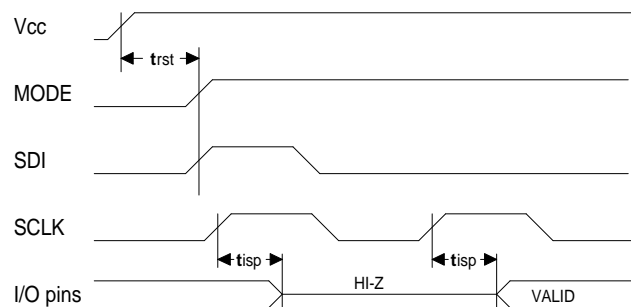 Vcc
trst
MODE
SDI
SCLK
tisp tisp
I/O pins HI-Z VALID